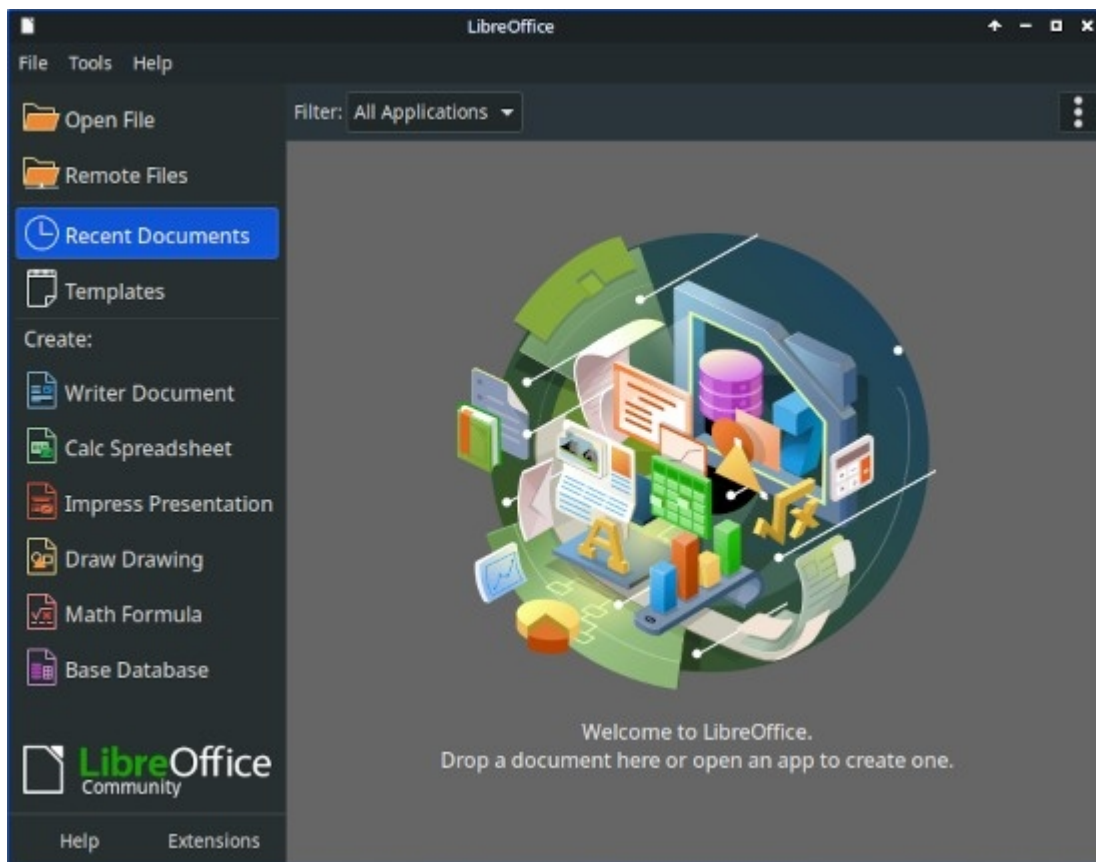 LibreOffice
File Tools Help
Open File
Remote Files
Recent Documents
Templates
Create:
Writer Document
Calc Spreadsheet
Impress Presentation
Draw Drawing
Math Formula
Base Database
LibreOffice
Community
Help Extensions
Filter: All Applications
A
Welcome to LibreOffice.
Drop a document here or open an app to create one.